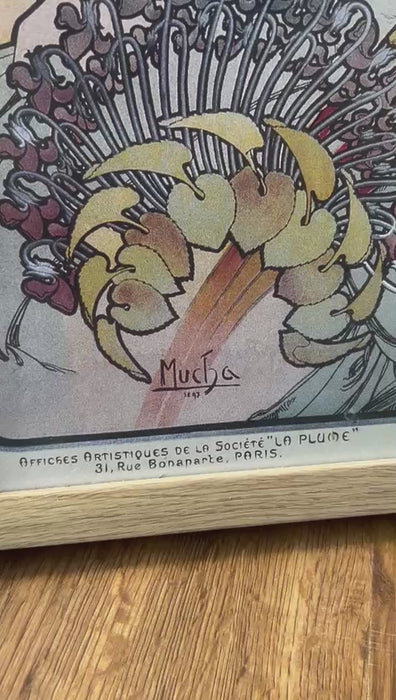 Mucha
1897
AFFICHES ARTISTIQUES DE LA SOCIÉTÉ "LA PLUME"
31, Rue Bonaparte, PARIS.